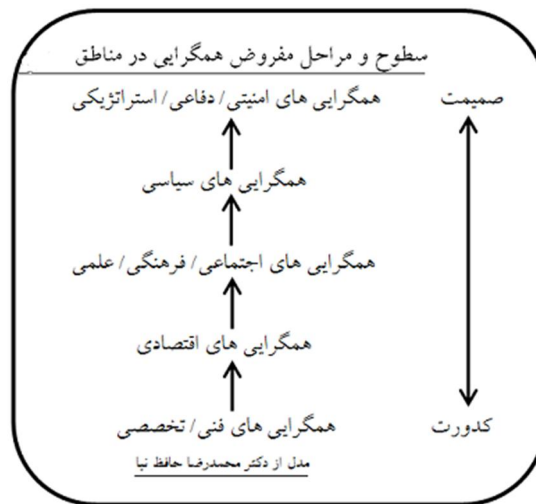 سطوح و مراحل مفروض همگرایی در مناطق
صمیمت
همگرایی های امنیتی/ دفاعی/ استراتژیکی
همگرایی های سیاسی
همگرایی های اجتماعی/ فرهنگی/ علمی
همگرایی های اقتصادی
کدورت
همگرایی های فنی/ تخصصی
مدل از دکتر محمدرضا حافظ نیا